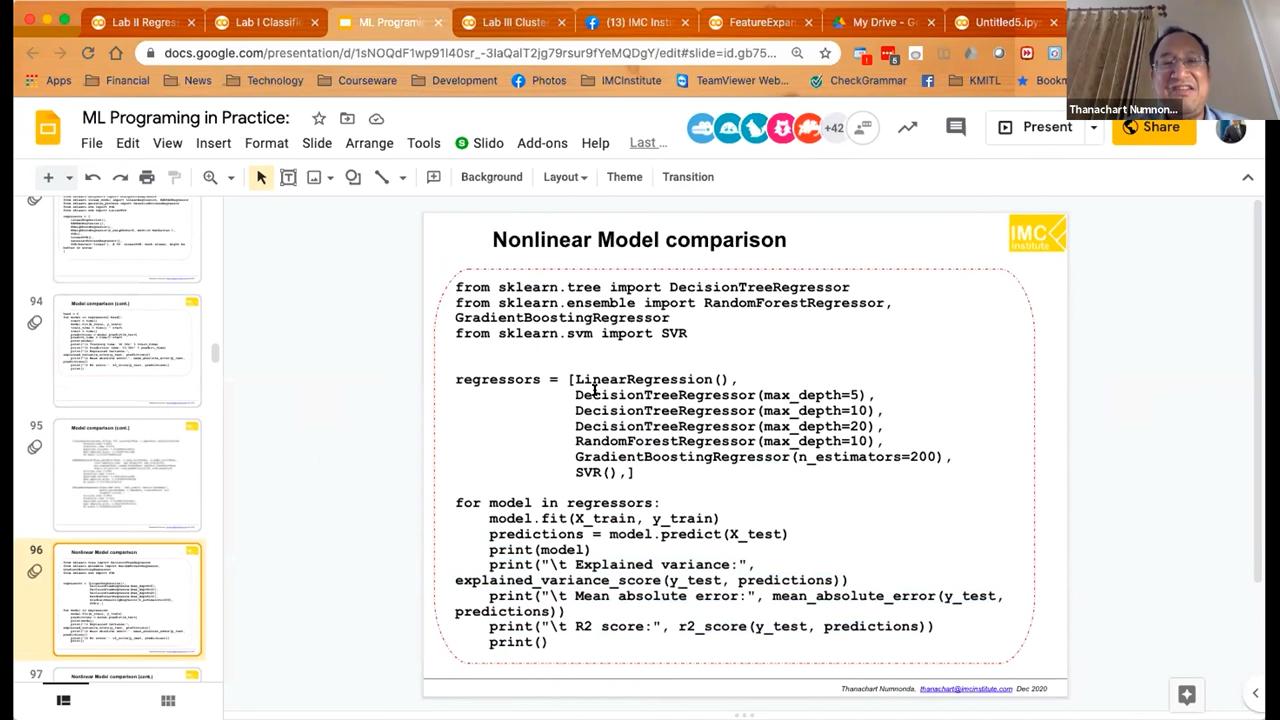 Lab II Regres
Lab I Classific
ML Programing
Lab III Cluste
(13) IMC Instit
FeatureExpan
My Drive - Go
Untitled5.ipy
docs.google.com/presentation/d/1sNOQdF1wp91I40sr_-3IaQalT2jg79rsur9fYeMQDgY/edit#slide=id.gb75...
Apps
Financial
News
Technology
Courseware
Development
Photos
IMCInstitute
TeamViewer Web...
CheckGrammar
KMITL
Bookm
Thanachart Numnon...
ML Programing in Practice:
File Edit View Insert Format Slide Arrange Tools Slido Add-ons Help Last ...
+42
Present
Share
Background
Layout
Theme
Transition
94
Model comparison (cont.)
95
Model comparison (cont.)
96
Nonlinear Model comparison
97
Nonlinear Model comparison (cont.)
Nonlinear Model comparison
IMC
institute
from sklearn.tree import DecisionTreeRegressor
from sklearn.ensemble import RandomForestRegressor,
GradientBoostingRegressor
from sklearn.svm import SVR
regressors = [LinearRegression(),
DecisionTreeRegressor(max_depth=5),
DecisionTreeRegressor(max_depth=10),
DecisionTreeRegressor(max_depth=20),
RandomForestRegressor(max_depth=10),
GradientBoostingRegressor(n_estimators=200),
SVR(),]
for model in regressors:
model.fit(X_train, y_train)
predictions = model.predict(X_test)
print(model)
print("\tExplained variance:",
explained_variance_score(y_test, predictions))
print("\tMean absolute error:", mean_absolute_error(y_test,
predictions))
print("\tR2 score:", r2_score(y_test, predictions))
print()
Thanachart Numnonda, thanachart@imcinstitute.com Dec 2020